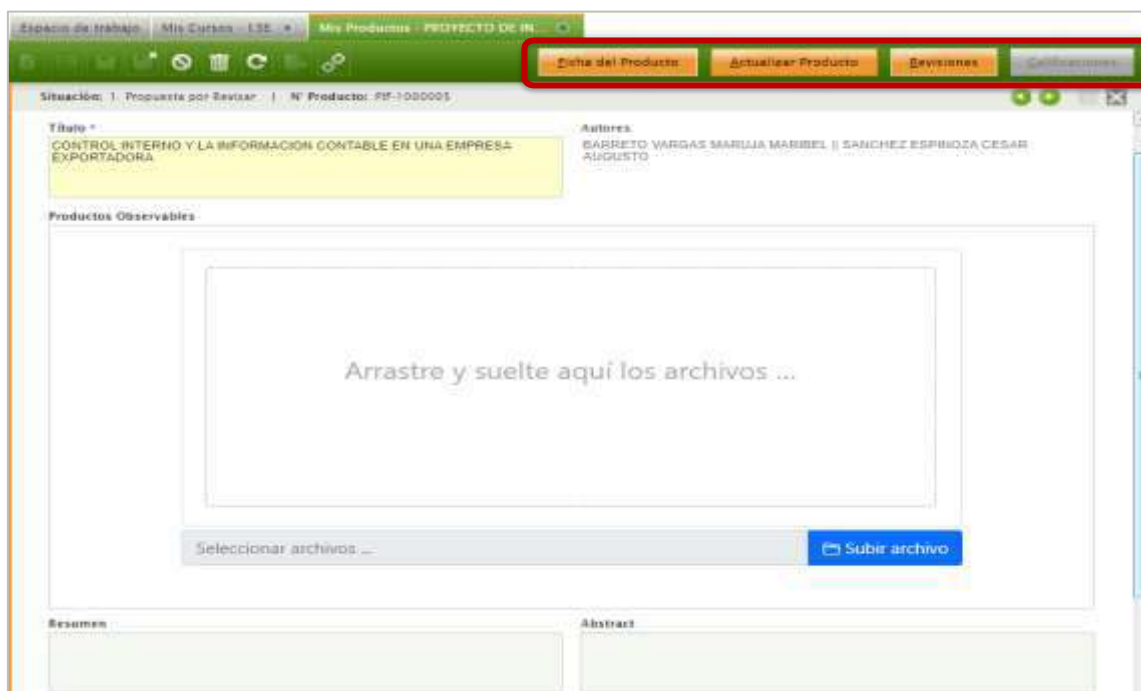 Espacio de trabajo Mis Cursos - LSE Mis Productos - PROYECTO DE IN...
Ficha del Producto Actualizar Producto Revisiones Calificaciones
Situación: 1. Propuesta por Revisar | N° Producto: PIF-1000005
Título *
Autores
CONTROL INTERNO Y LA INFORMACION CONTABLE EN UNA EMPRESA
EXPORTADORA
BARRETO VARGAS MARUJA MARIBEL || SANCHEZ ESPINOZA CESAR
AUGUSTO
Productos Observables
Arrastre y suelte aquí los archivos ...
Seleccionar archivos ...
Subir archivo
Resumen
Abstract